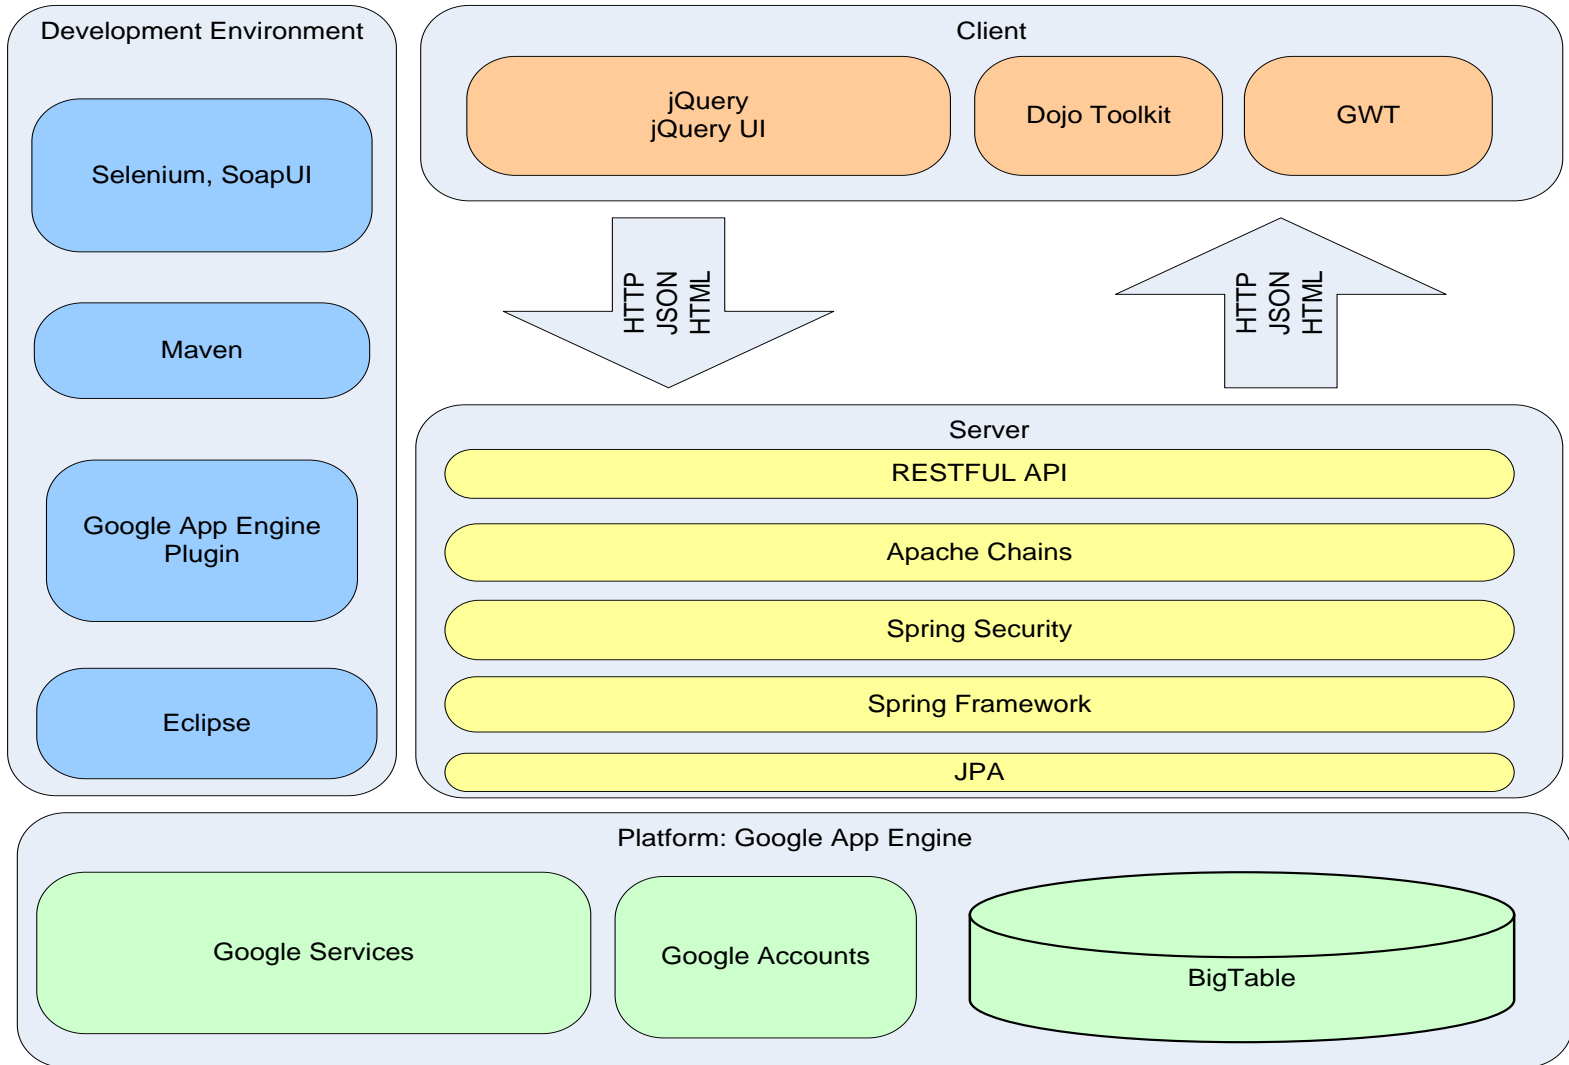 Development Environment
Selenium, SoapUI
Maven
Google App Engine
Plugin
Eclipse
Client
jQuery
jQuery UI
Dojo Toolkit
GWT
HTTP
JSON
HTML
HTTP
JSON
HTML
Server
RESTFUL API
Apache Chains
Spring Security
Spring Framework
JPA
Platform: Google App Engine
Google Services
Google Accounts
BigTable